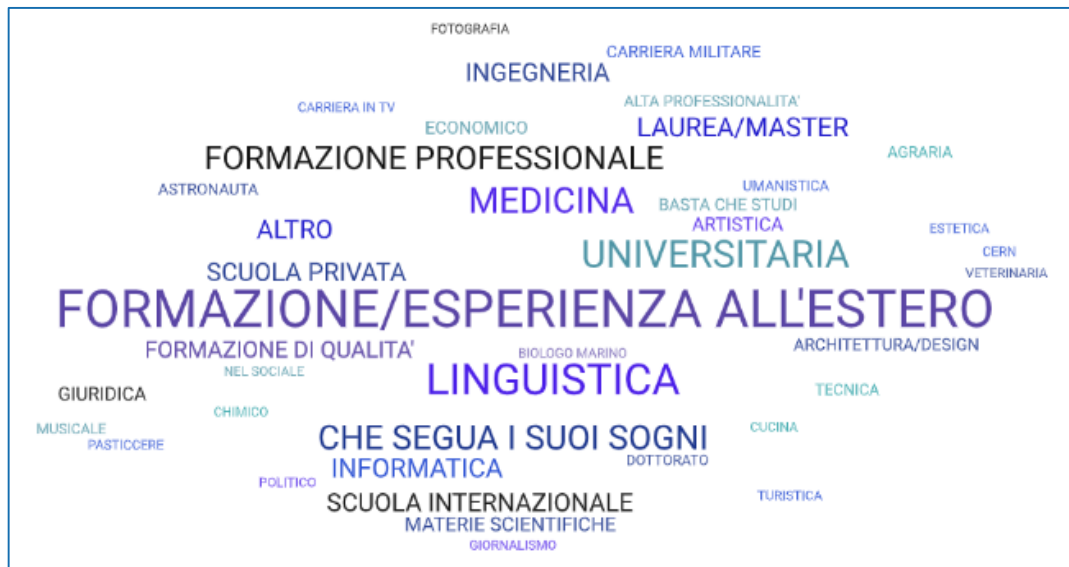 FOTOGRAFIA
CARRIERA MILITARE
INGEGNERIA
CARRIERA IN TV
ALTA PROFESSIONALITA'
ECONOMICO
LAUREA/MASTER
FORMAZIONE PROFESSIONALE
AGRARIA
ASTRONAUTA
UMANISTICA
MEDICINA
BASTA CHE STUDI
ARTISTICA
ALTRO
ESTETICA
UNIVERSITARIA
CERN
SCUOLA PRIVATA
VETERINARIA
FORMAZIONE/ESPERIENZA ALL'ESTERO
FORMAZIONE DI QUALITA'
BIOLOGO MARINO
ARCHITETTURA/DESIGN
NEL SOCIALE
LINGUISTICA
GIURIDICA
TECNICA
CHIMICO
MUSICALE
CUCINA
PASTICCERE
CHE SEGUA I SUOI SOGNI
DOTTORATO
INFORMATICA
POLITICO
TURISTICA
SCUOLA INTERNAZIONALE
MATERIE SCIENTIFICHE
GIORNALISMO